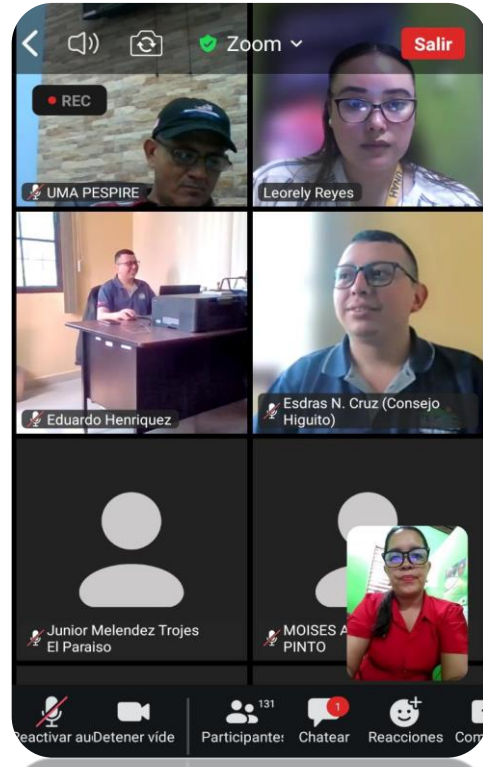 Zoom
Salir
REC
UMA PESPIRE
Leorely Reyes
Eduardo Henriquez
Esdras N. Cruz (Consejo
Higuito)
Junior Melendez Trojes
El Paraiso
MOISES A
PINTO
131
1
Reactivar au
Detener víde
Participante
Chatear
Reacciones
Com